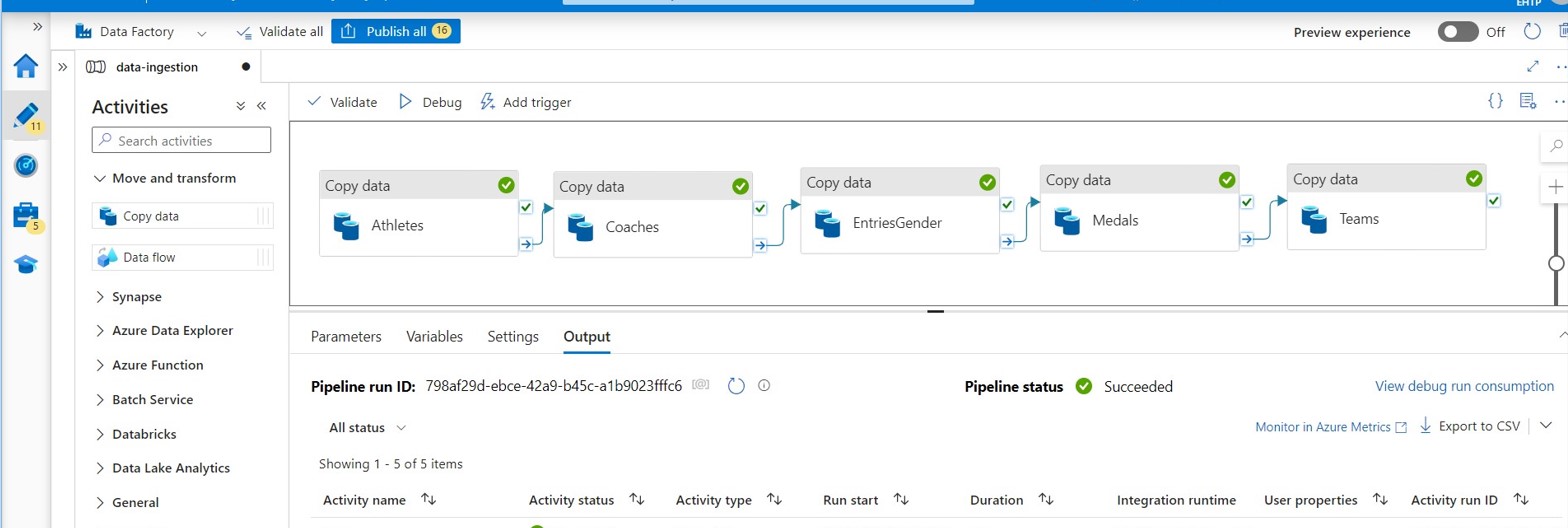 EHTP
Data Factory
Validate all
Publish all 16
Preview experience
Off
data-ingestion
11
5
Activities
Search activities
Move and transform
Copy data
Data flow
Synapse
Azure Data Explorer
Azure Function
Batch Service
Databricks
Data Lake Analytics
General
Validate
Debug
Add trigger
{}
Copy data
Athletes
Copy data
Coaches
Copy data
EntriesGender
Copy data
Medals
Copy data
Teams
Parameters Variables Settings Output
Pipeline run ID: 798af29d-ebce-42a9-b45c-a1b9023fffc6 [@]
Pipeline status Succeeded
View debug run consumption
All status
Monitor in Azure Metrics
Export to CSV
Showing 1 - 5 of 5 items
Activity name Activity status Activity type Run start Duration Integration runtime User properties Activity run ID